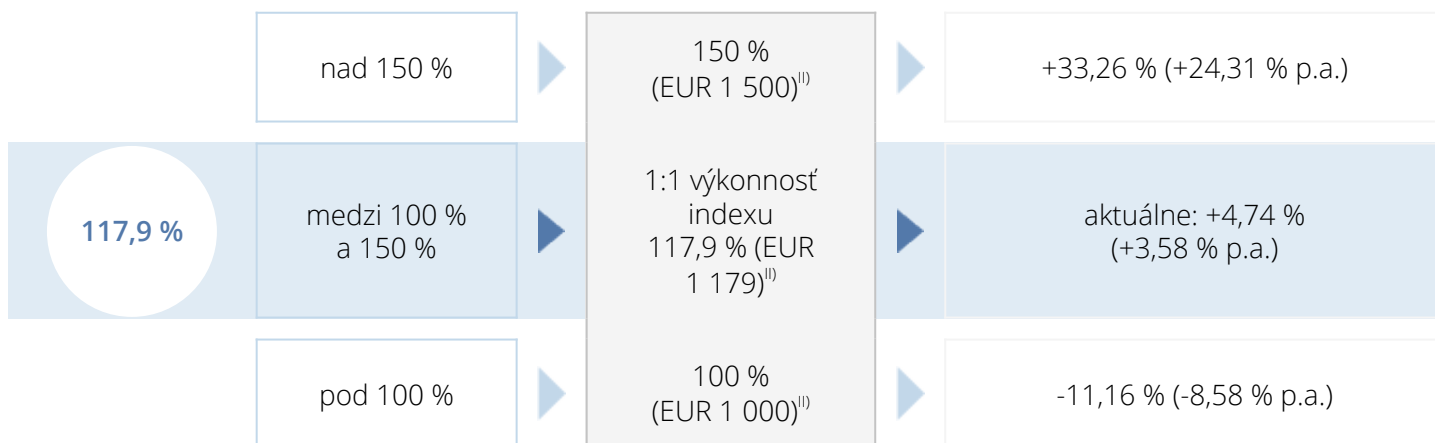 nad 150 %
150 %
(EUR 1 500)II)
+33,26 % (+24,31 % p.a.)
117,9 %
medzi 100 %
a 150 %
1:1 výkonnosť
indexu
117,9 % (EUR
1 179)II)
aktuálne: +4,74 %
(+3,58 % p.a.)
pod 100 %
100 %
(EUR 1 000)II)
-11,16 % (-8,58 % p.a.)